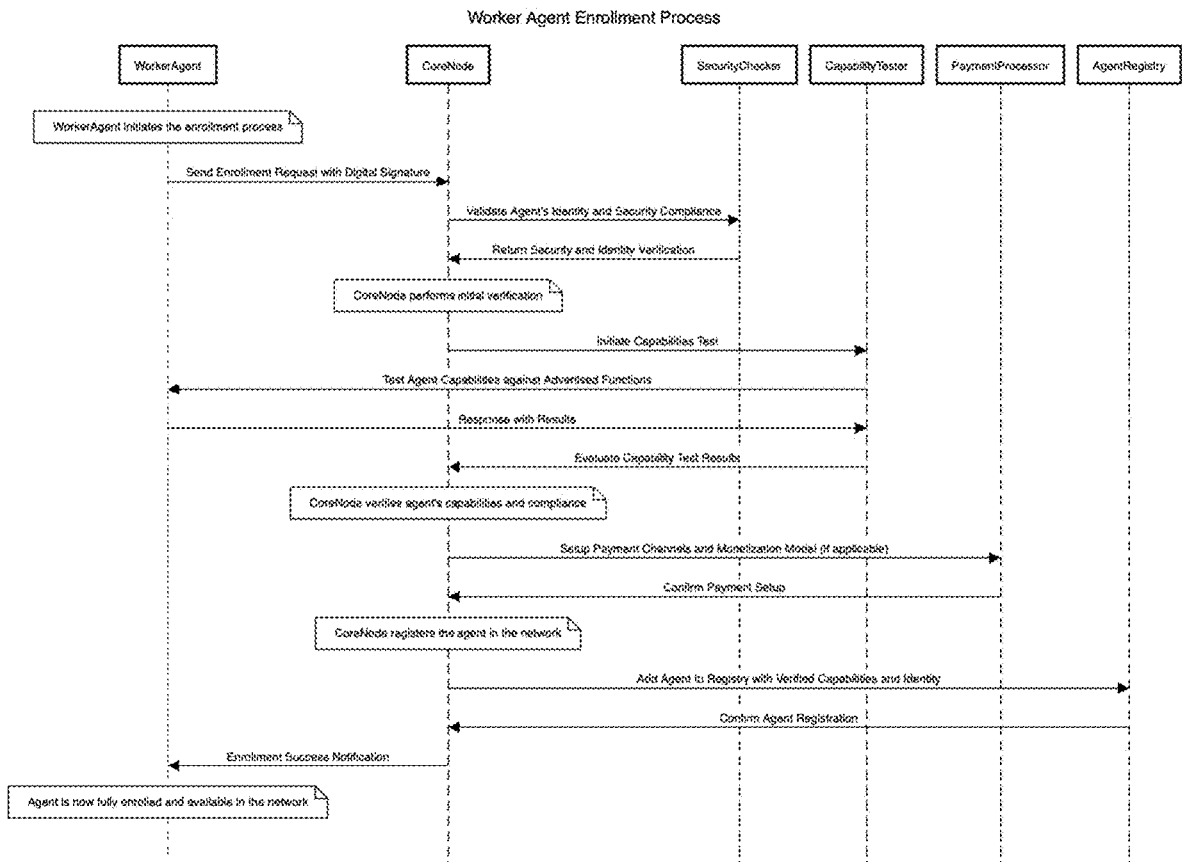 Worker Agent Enrollment Process
WorkerAgent
CoreNode
SecurityChecker
CapabilityTester
PaymentProcessor
AgentRegistry
WorkerAgent initiates the enrollment process
Send Enrollment Request with Digital Signature
Validate Agent's Identity and Security Compliance
Return Security and Identity Verification
CoreNode performs initial verification
Initiate Capabilities Test
Test Agent Capabilities against Advertised Functions
Response with Results
Evaluate Capability Test Results
CoreNode verifies agent's capabilities and compliance
Setup Payment Channels and Monetization Model (if applicable)
Confirm Payment Setup
CoreNode registers the agent in the network
Add Agent to Registry with Verified Capabilities and Identity
Confirm Agent Registration
Enrollment Success Notification
Agent is now fully enrolled and available in the network